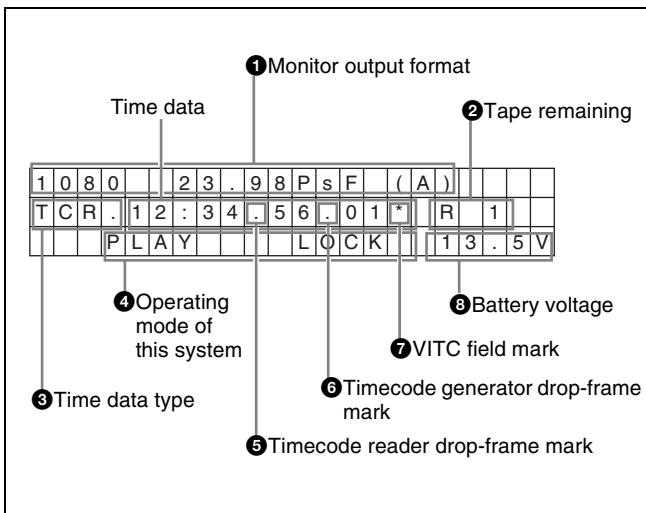 ❶Monitor output format
Time data
❷Tape remaining
1080 23.98PsF (A)
TCR.12:34.56.01* R 1
PLAY LOCK 13.5V
❹Operating
mode of
this system
❽Battery voltage
❼VITC field mark
❸Time data type
❻Timecode generator drop-frame
mark
❺Timecode reader drop-frame mark